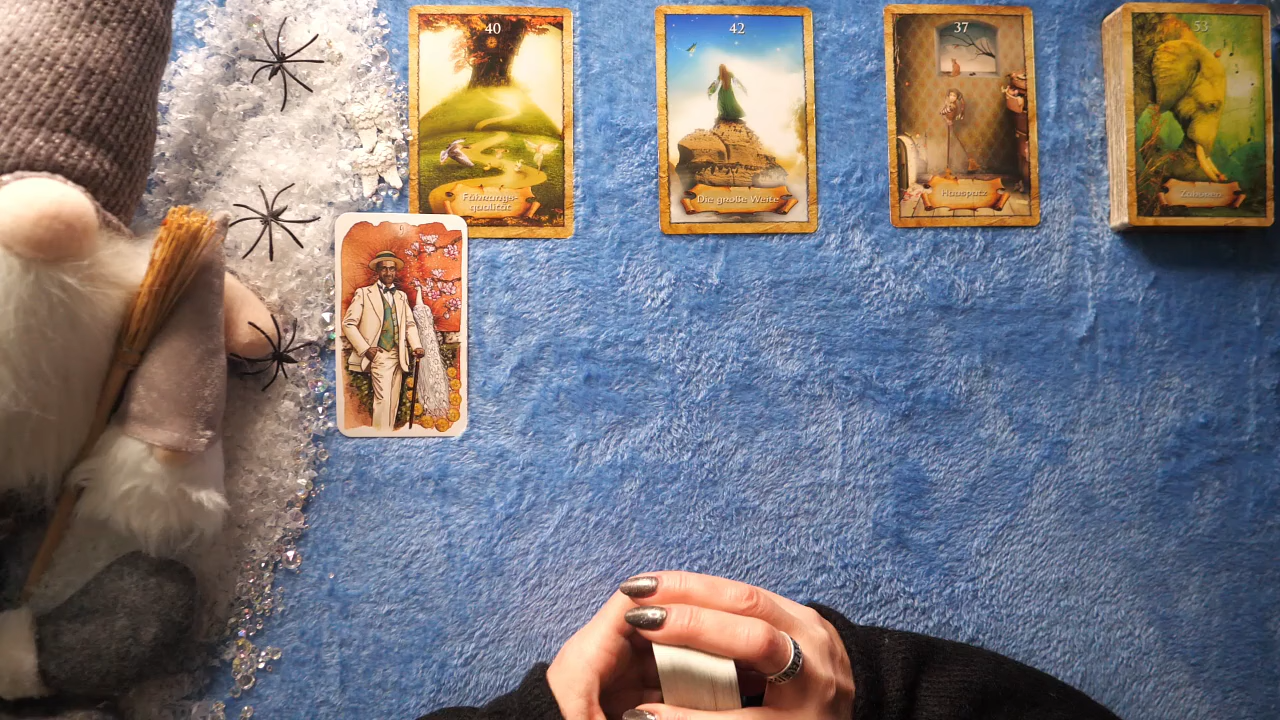 40
Führungs-
qualität
42
Die große Weite
37
Hausputz
53